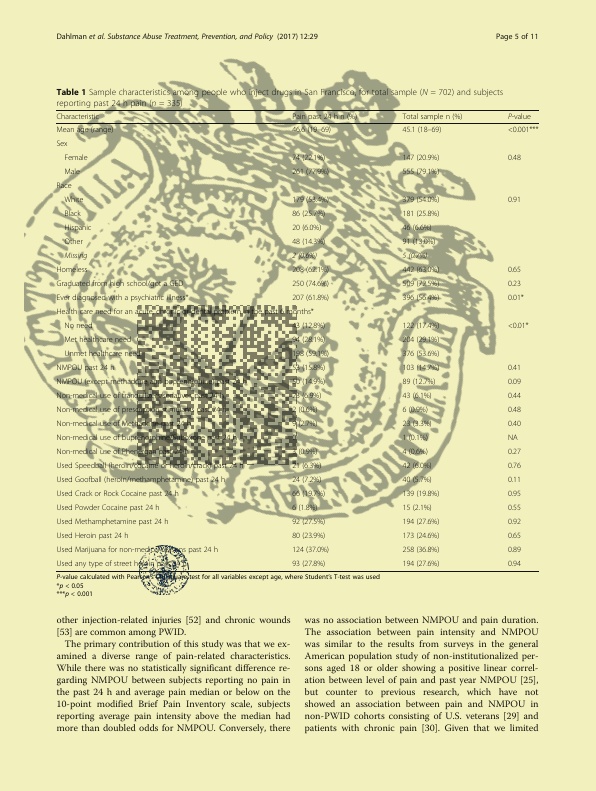 Dahlman et al. Substance Abuse Treatment, Prevention, and Policy (2017) 12:29 Page 5 of 11
Table 1 Sample characteristics among people who inject drugs in San Francisco, for total sample (N = 702) and subjects
reporting past 24 h pain (n = 335)
Characteristic Pain past 24 h n (%) Total sample n (%) P-value
Mean age (range) 46.6 (19–69) 45.1 (18–69) <0.001***
Sex
Female 74 (22.1%) 147 (20.9%) 0.48
Male 261 (77.9%) 555 (79.1%)
Race
White 179 (53.4%) 379 (54.0%) 0.91
Black 86 (25.7%) 181 (25.8%)
Hispanic 20 (6.0%) 46 (6.6%)
Other 48 (14.3%) 91 (13.0%)
Missing 2 (0.6%) 5 (0.7%)
Homeless 208 (62.1%) 442 (63.0%) 0.65
Graduated from high school/got a GED 250 (74.6%) 509 (72.5%) 0.23
Ever diagnosed with a psychiatric illness 207 (61.8%) 396 (56.4%) 0.01*
Health care need for an acute months*
No need 43 (12.8%) 122 (17.4%) <0.01*
Met healthcare need 94 (28.1%) 204 (29.1%)
Unmet healthcare need 198 (59.1%) 376 (53.6%)
NMPOU past 24 h 53 (15.8%) 103 (14.7%) 0.41
NMPOU (except methadone 50 (14.9%) 89 (12.7%) 0.09
Non-medical use of (6.9%) 43 (6.1%) 0.44
Non-medical use of 2 (0.6%) 6 (0.9%) 0.48
Non-medical use of 9 (2.7%) 23 (3.3%) 0.40
Non-medical use of 1 (0.1%) NA
Non-medical use of (0.9%) 4 (0.6%) 0.27
Used Speedball (heroin/cocaine or heroin/crack) past 24 h 21 (6.3%) 42 (6.0%) 0.76
Used Goofball (heroin/methamphetamine) past 24 h 24 (7.2%) 40 (5.7%) 0.11
Used Crack or Rock Cocaine past 24 h 66 (19.7%) 139 (19.8%) 0.95
Used Powder Cocaine past 24 h 6 (1.8%) 15 (2.1%) 0.55
Used Methamphetamine past 24 h 92 (27.5%) 194 (27.6%) 0.92
Used Heroin past 24 h 80 (23.9%) 173 (24.6%) 0.65
Used Marijuana for non-medical reasons past 24 h 124 (37.0%) 258 (36.8%) 0.89
Used any type of street heroin past 24 h 93 (27.8%) 194 (27.6%) 0.94
P-value calculated with Pearson's Chi-square test for all variables except age, where Student's T-test was used
*p < 0.05
***p < 0.001
other injection-related injuries [52] and chronic wounds
[53] are common among PWID.
The primary contribution of this study was that we ex-
amined a diverse range of pain-related characteristics.
While there was no statistically significant difference re-
garding NMPOU between subjects reporting no pain in
the past 24 h and average pain median or below on the
10-point modified Brief Pain Inventory scale, subjects
reporting average pain intensity above the median had
more than doubled odds for NMPOU. Conversely, there
was no association between NMPOU and pain duration.
The association between pain intensity and NMPOU
was similar to the results from surveys in the general
American population study of non-institutionalized per-
sons aged 18 or older showing a positive linear correl-
ation between level of pain and past year NMPOU [25],
but counter to previous research, which have not
showed an association between pain and NMPOU in
non-PWID cohorts consisting of U.S. veterans [29] and
patients with chronic pain [30]. Given that we limited